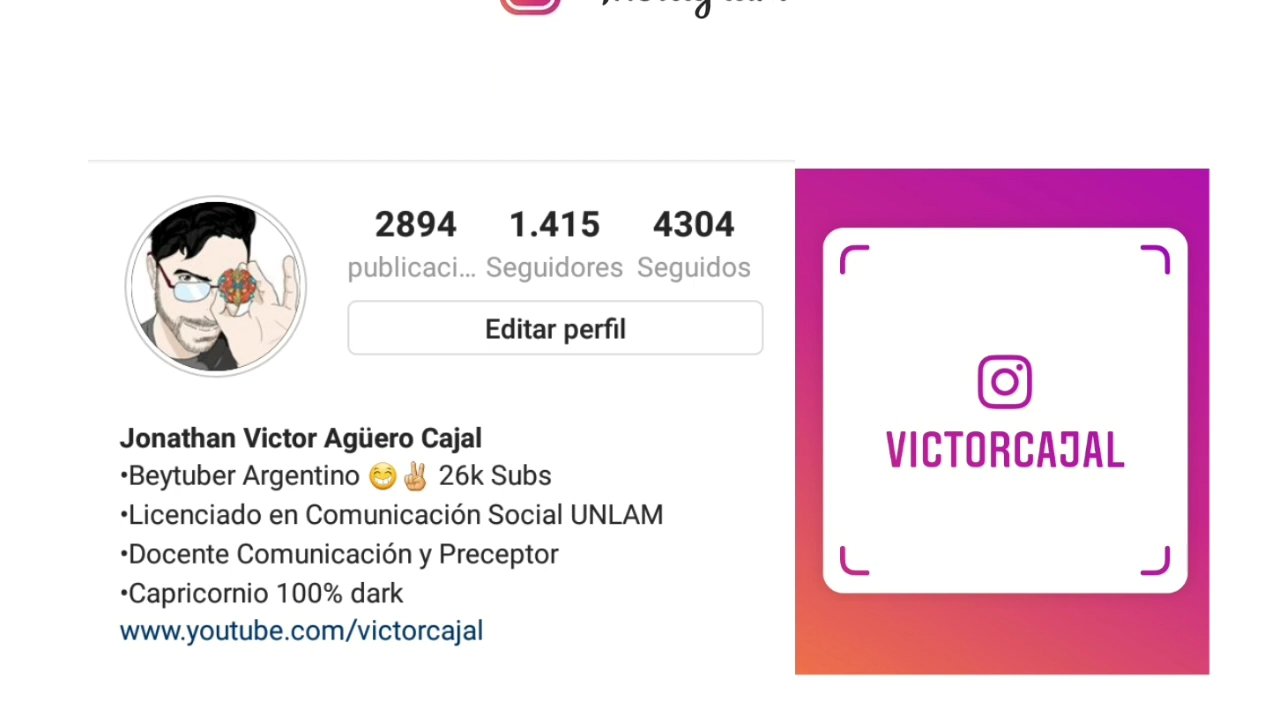 2894 1.415 4304
publicaci... Seguidores Seguidos
Editar perfil
Jonathan Victor Agüero Cajal
•Beytuber Argentino 😁✌ 26k Subs
•Licenciado en Comunicación Social UNLAM
•Docente Comunicación y Preceptor
•Capricornio 100% dark
www.youtube.com/victorcajal
VICTORCAJAL